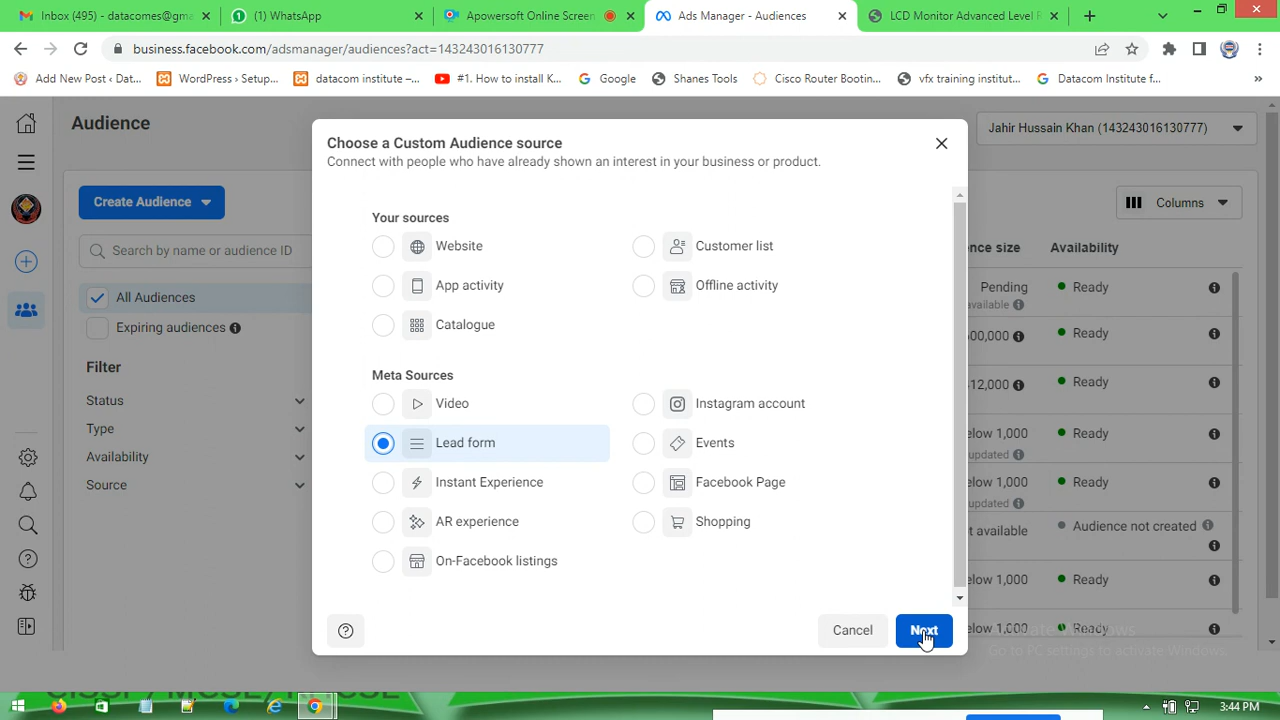 Inbox (495) - datacomes@gma
(1) WhatsApp
Apowersoft Online Screen
Ads Manager - Audiences
LCD Monitor Advanced Level R
business.facebook.com/adsmanager/audiences?act=143243016130777
Add New Post ‹ Dat...
WordPress › Setup...
datacom institute –...
#1. How to install K...
Google
Shanes Tools
Cisco Router Bootin...
vfx training institut...
Datacom Institute f...
Audience
Jahir Hussain Khan (143243016130777)
Create Audience
Columns
Search by name or audience ID
All Audiences
Expiring audiences
Filter
Status
Type
Availability
Source
Choose a Custom Audience source
Connect with people who have already shown an interest in your business or product.
Your sources
Website
Customer list
App activity
Offline activity
Catalogue
Meta Sources
Video
Instagram account
Lead form
Events
Instant Experience
Facebook Page
AR experience
Shopping
On-Facebook listings
Cancel
Next
ence size
Availability
Pending
Ready
available
600,000
Ready
412,000
Ready
elow 1,000
Ready
updated
elow 1,000
Ready
updated
ot available
Audience not created
elow 1,000
Ready
elow 1,000
Ready
Activate Windows
Go to PC settings to activate Windows.
3:44 PM